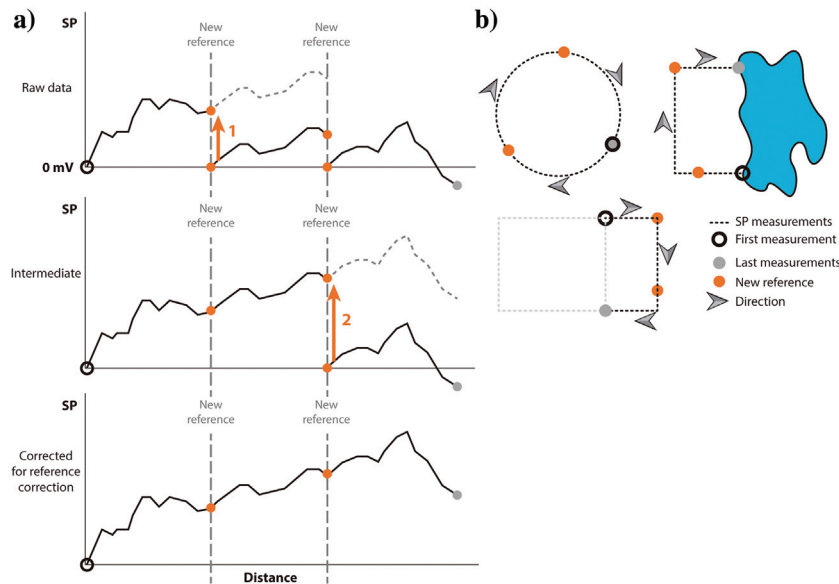 a)
SP
New
reference
New
reference
Raw data
1
0 mV
SP
New
reference
New
reference
Intermediate
2
SP
New
reference
New
reference
Corrected
for reference
correction
Distance
b)
SP measurements
First measurement
Last measurements
New reference
Direction